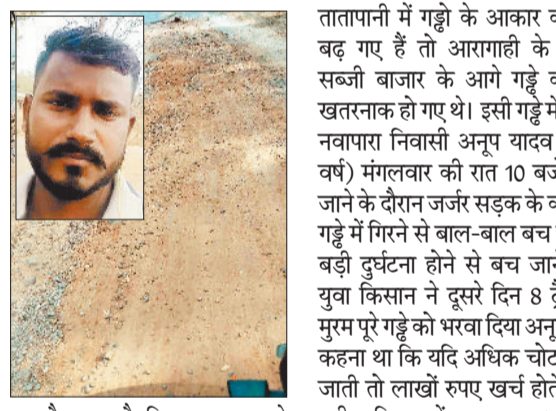 तातापानी में गड्ढो के आकार
बढ़ गए हैं तो आरागाही के
सब्जी बाजार के आगे गड्ढे
खतरनाक हो गए थे। इसी गड्ढे में
नवापारा निवासी अनूप यादव
वर्ष) मंगलवार की रात 10 बजे
जाने के दौरान जर्जर सड़क के
गड्ढे में गिरने से बाल-बाल बच
बड़ी दुर्घटना होने से बच जाने
युवा किसान ने दूसरे दिन 8
मुरम पूरे गड्ढे को भरवा दिया
कहना था कि यदि अधिक चोट
जाती तो लाखों रुपए खर्च होते